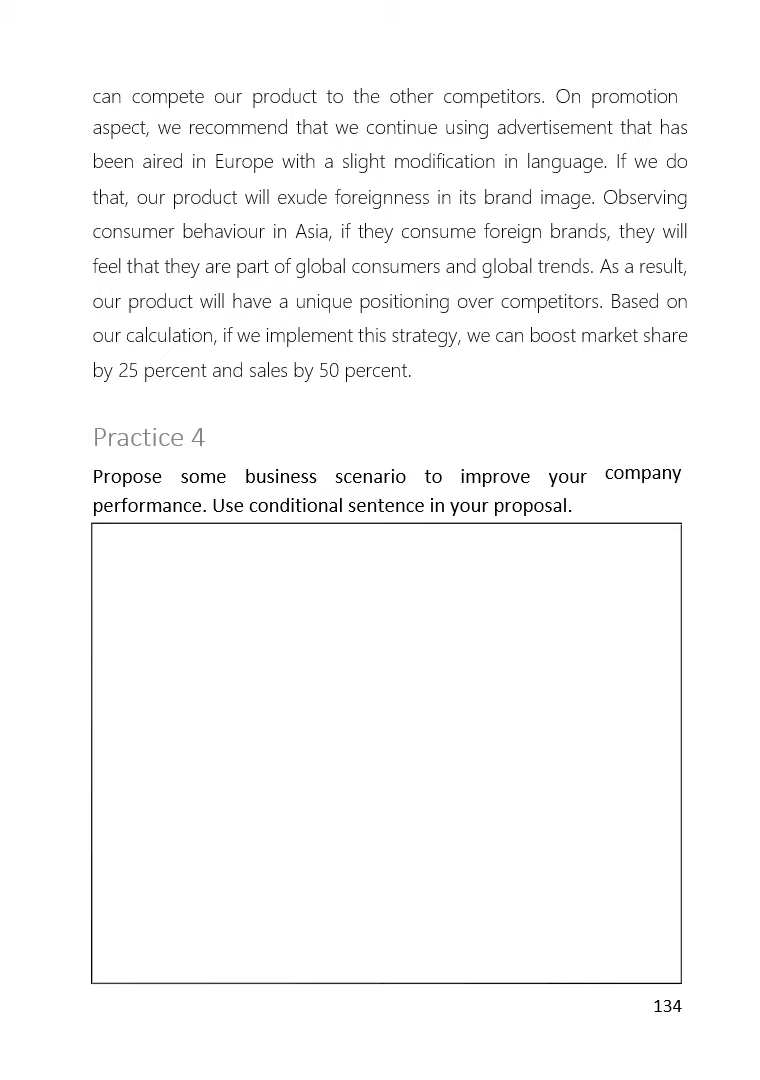 can compete our product to the other competitors. On promotion
aspect, we recommend that we continue using advertisement that has
been aired in Europe with a slight modification in language. If we do
that, our product will exude foreignness in its brand image. Observing
consumer behaviour in Asia, if they consume foreign brands, they will
feel that they are part of global consumers and global trends. As a result,
our product will have a unique positioning over competitors. Based on
our calculation, if we implement this strategy, we can boost market share
by 25 percent and sales by 50 percent.
Practice 4
Propose some business scenario to improve your company
performance. Use conditional sentence in your proposal.
134